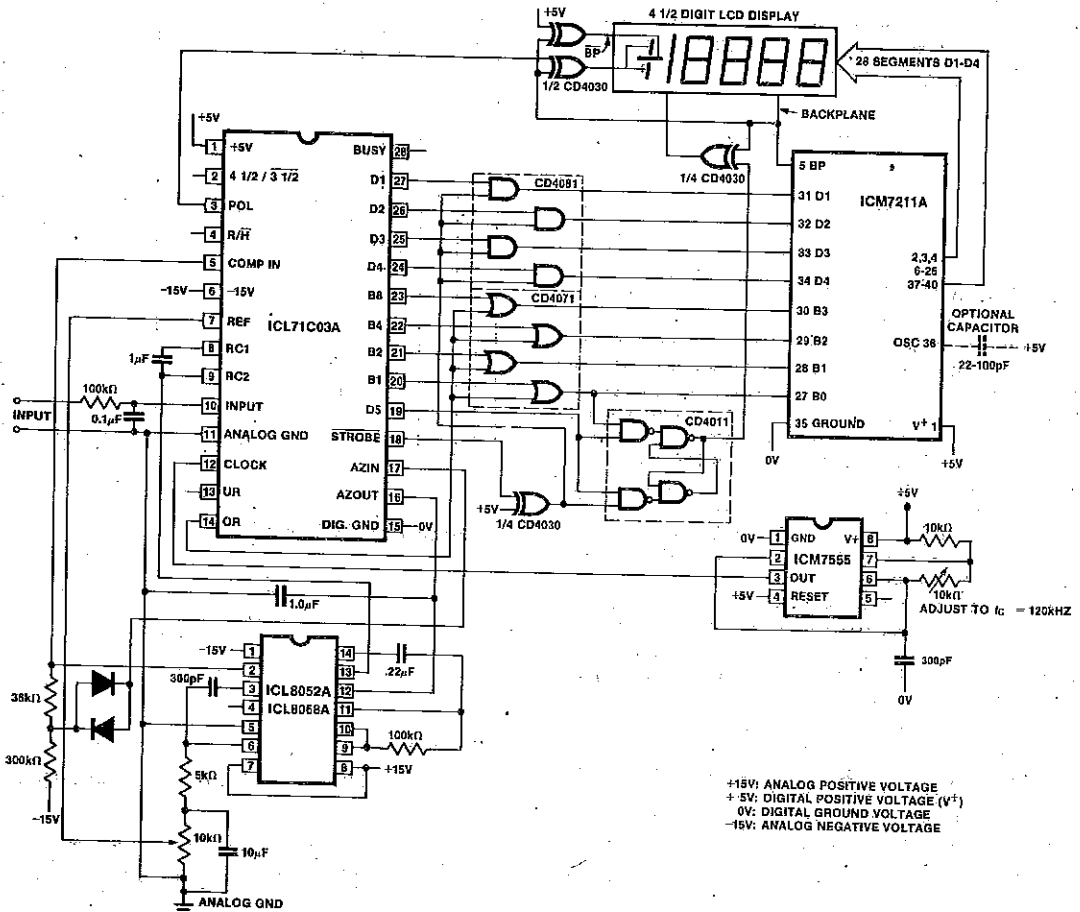 +5V
4 1/2 DIGIT LCD DISPLAY
BP
1/2 CD4030
28 SEGMENTS D1-D4
BACKPLANE
1/4 CD4030
+5V
1 +5V
2 4 1/2 / 3 1/2
3 POL
4 R/H
5 COMP IN
-15V 6 -15V
7 REF
8 RC1
9 RC2
10 INPUT
11 ANALOG GND
12 CLOCK
13 UR
14 OR
ICL71C03A
BUSY 28
D1 27
D2 26
D3 25
D4 24
B8 23
B4 22
B2 21
B1 20
D5 19
STROBE 18
AZIN 17
AZOUT 16
DIG. GND 15 0V
1µF
100kΩ
INPUT
0.1µF
CD4081
CD4071
CD4011
+5V
1/4 CD4030
5 BP
ICM7211A
31 D1
32 D2
33 D3
34 D4
30 B3
29 B2
28 B1
27 B0
35 GROUND
0V
2,3,4
6-26
37-40
OSC 36
V+ 1
+5V
OPTIONAL
CAPACITOR
22-100pF
+5V
+5V
0V 1 GND
2
3 OUT
+5V 4 RESET
ICM7555
V+ 8
7
6
5
10kΩ
10kΩ
ADJUST TO fC = 120kHZ
300pF
0V
1.0µF
-15V 1
2
3
4
5
6
7
ICL8052A
ICL8068A
14
13
12
11
10
9
8
.22µF
100kΩ
+15V
300pF
36kΩ
300kΩ
-15V
5kΩ
10kΩ
10µF
ANALOG GND
+15V: ANALOG POSITIVE VOLTAGE
+5V: DIGITAL POSITIVE VOLTAGE (V+)
0V: DIGITAL GROUND VOLTAGE
-15V: ANALOG NEGATIVE VOLTAGE